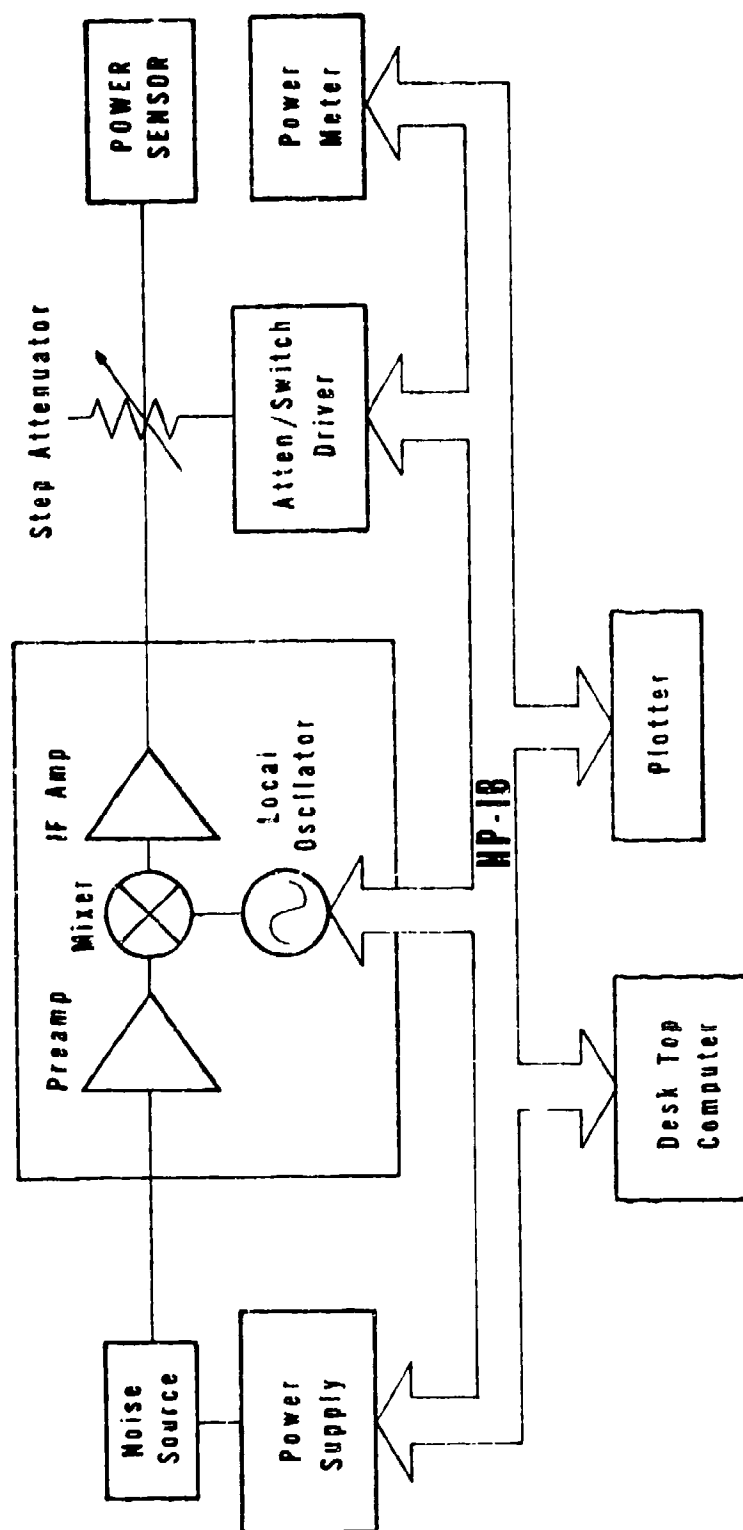 Step Attenuator
POWER
SENSOR
IF Amp
Mixer
Preamp
Local
Oscilator
Noise
Source
Power
Supply
Atten/Switch
Driver
Power
Meter
HP-IB
Desk Top
Computer
Plotter